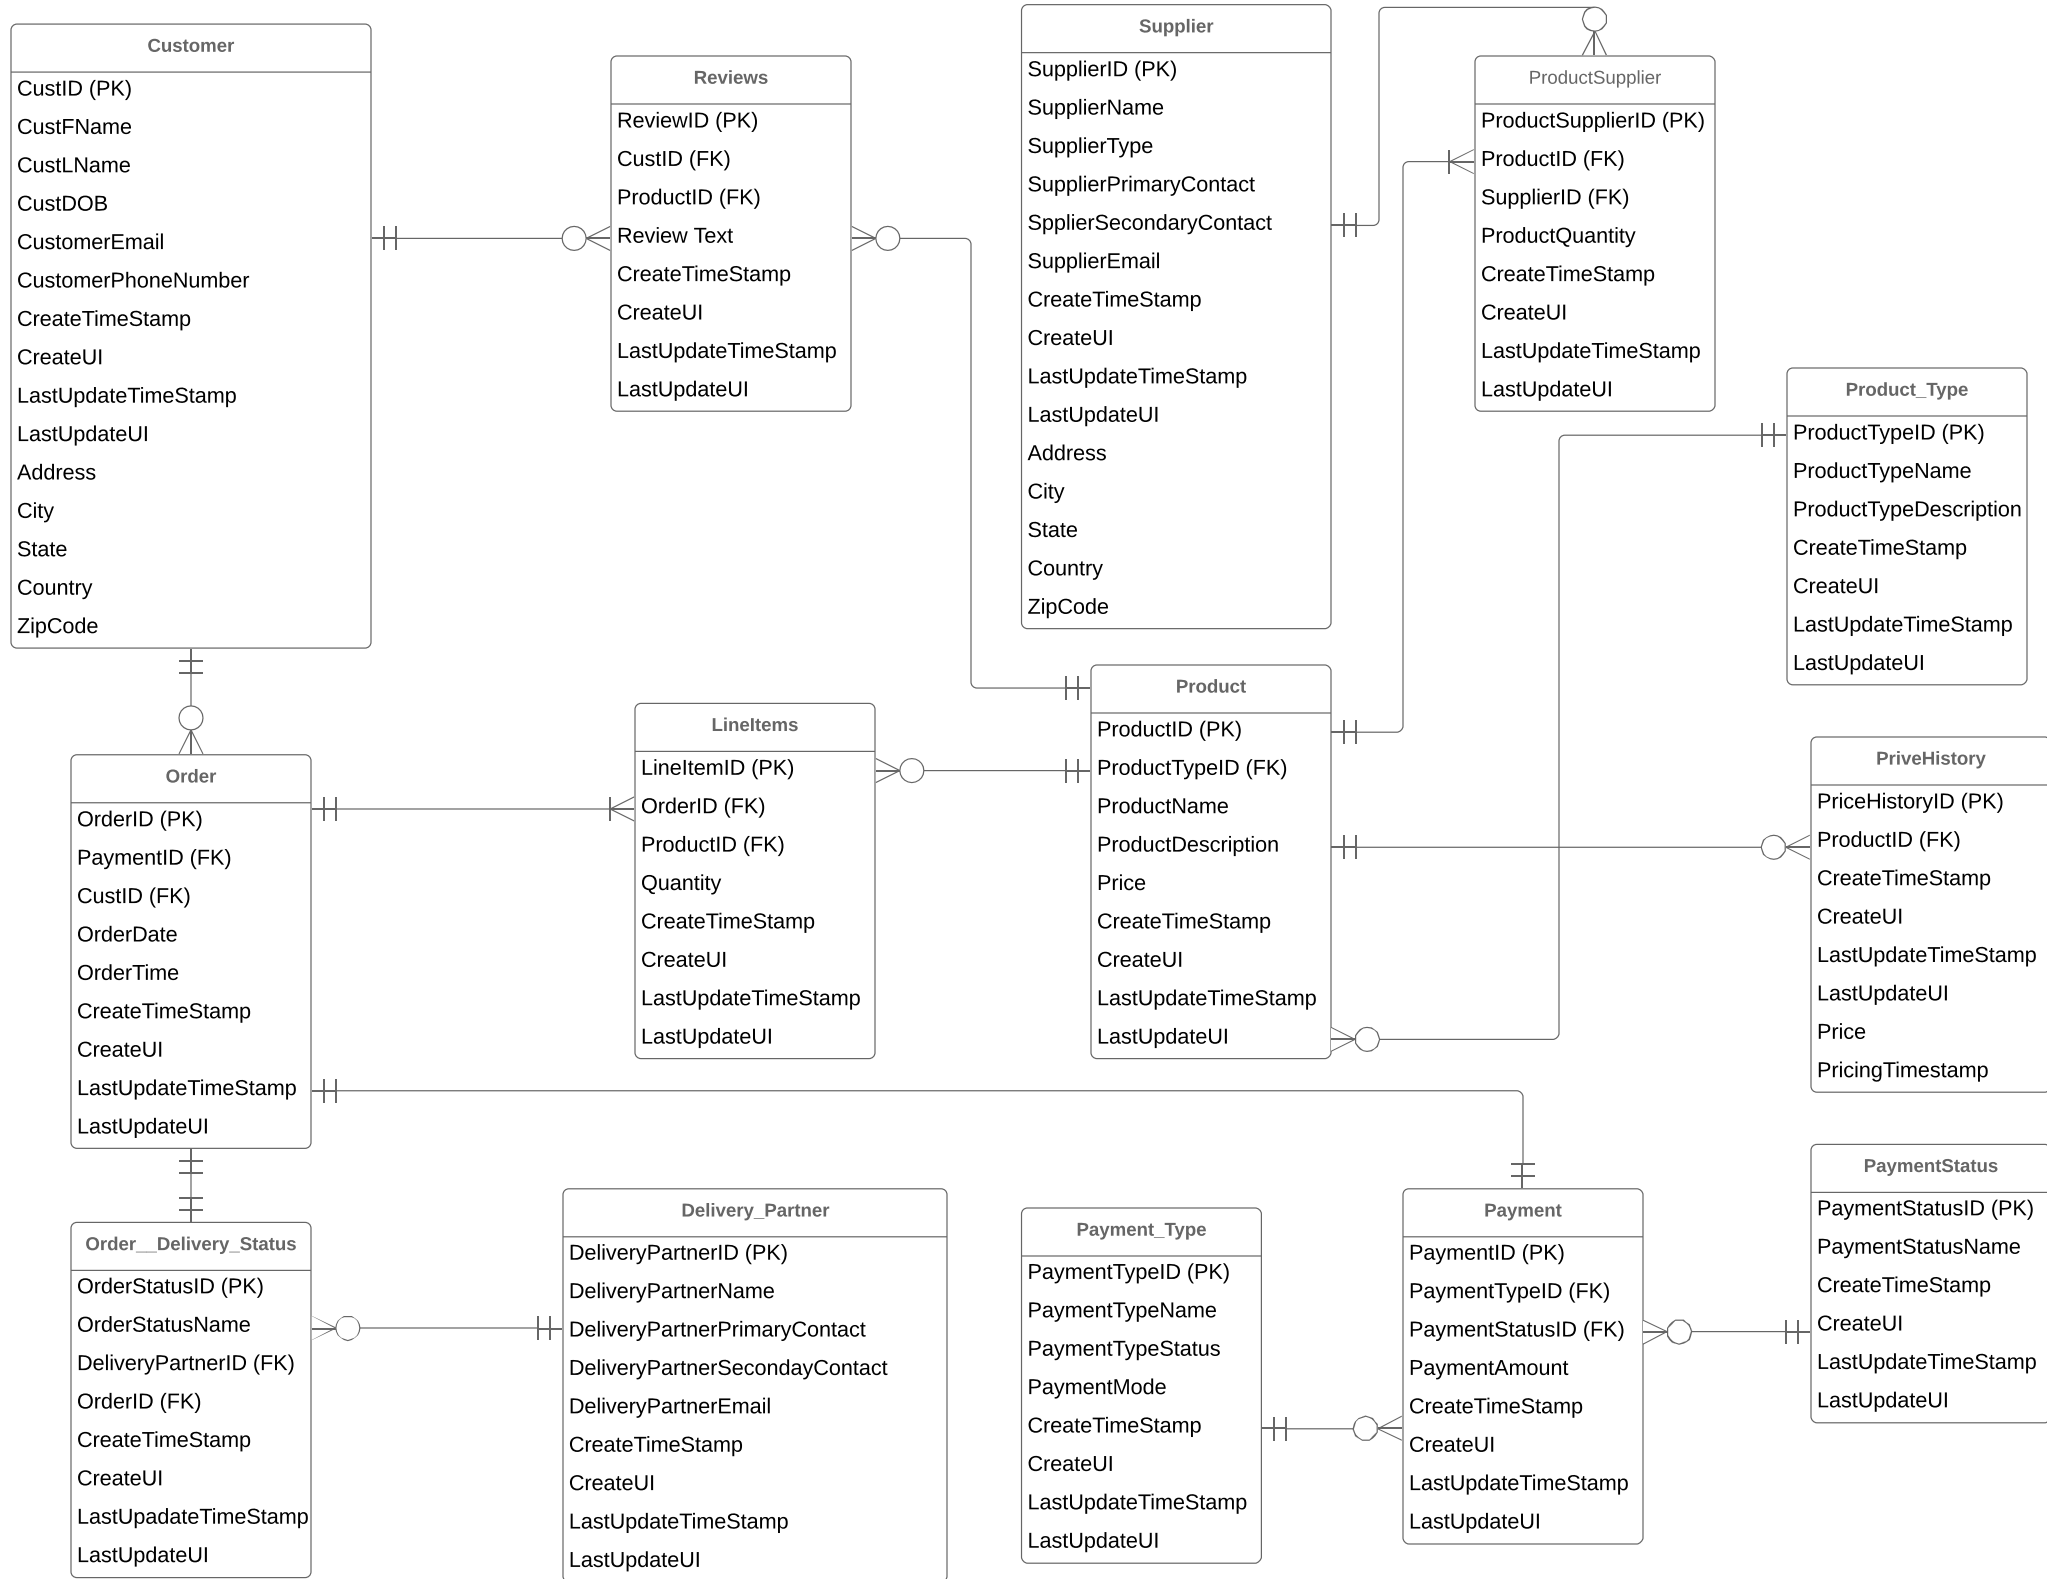 Customer
CustID (PK)
CustFName
CustLName
CustDOB
CustomerEmail
CustomerPhoneNumber
CreateTimeStamp
CreateUI
LastUpdateTimeStamp
LastUpdateUI
Address
City
State
Country
ZipCode
Reviews
ReviewID (PK)
CustID (FK)
ProductID (FK)
Review Text
CreateTimeStamp
CreateUI
LastUpdateTimeStamp
LastUpdateUI
Supplier
SupplierID (PK)
SupplierName
SupplierType
SupplierPrimaryContact
SpplierSecondaryContact
SupplierEmail
CreateTimeStamp
CreateUI
LastUpdateTimeStamp
LastUpdateUI
Address
City
State
Country
ZipCode
ProductSupplier
ProductSupplierID (PK)
ProductID (FK)
SupplierID (FK)
ProductQuantity
CreateTimeStamp
CreateUI
LastUpdateTimeStamp
LastUpdateUI
Product_Type
ProductTypeID (PK)
ProductTypeName
ProductTypeDescription
CreateTimeStamp
CreateUI
LastUpdateTimeStamp
LastUpdateUI
Order
OrderID (PK)
PaymentID (FK)
CustID (FK)
OrderDate
OrderTime
CreateTimeStamp
CreateUI
LastUpdateTimeStamp
LastUpdateUI
LineItems
LineItemID (PK)
OrderID (FK)
ProductID (FK)
Quantity
CreateTimeStamp
CreateUI
LastUpdateTimeStamp
LastUpdateUI
Product
ProductID (PK)
ProductTypeID (FK)
ProductName
ProductDescription
Price
CreateTimeStamp
CreateUI
LastUpdateTimeStamp
LastUpdateUI
PriveHistory
PriceHistoryID (PK)
ProductID (FK)
CreateTimeStamp
CreateUI
LastUpdateTimeStamp
LastUpdateUI
Price
PricingTimestamp
Order__Delivery_Status
OrderStatusID (PK)
OrderStatusName
DeliveryPartnerID (FK)
OrderID (FK)
CreateTimeStamp
CreateUI
LastUpadateTimeStamp
LastUpdateUI
Delivery_Partner
DeliveryPartnerID (PK)
DeliveryPartnerName
DeliveryPartnerPrimaryContact
DeliveryPartnerSecondayContact
DeliveryPartnerEmail
CreateTimeStamp
CreateUI
LastUpdateTimeStamp
LastUpdateUI
Payment_Type
PaymentTypeID (PK)
PaymentTypeName
PaymentTypeStatus
PaymentMode
CreateTimeStamp
CreateUI
LastUpdateTimeStamp
LastUpdateUI
Payment
PaymentID (PK)
PaymentTypeID (FK)
PaymentStatusID (FK)
PaymentAmount
CreateTimeStamp
CreateUI
LastUpdateTimeStamp
LastUpdateUI
PaymentStatus
PaymentStatusID (PK)
PaymentStatusName
CreateTimeStamp
CreateUI
LastUpdateTimeStamp
LastUpdateUI